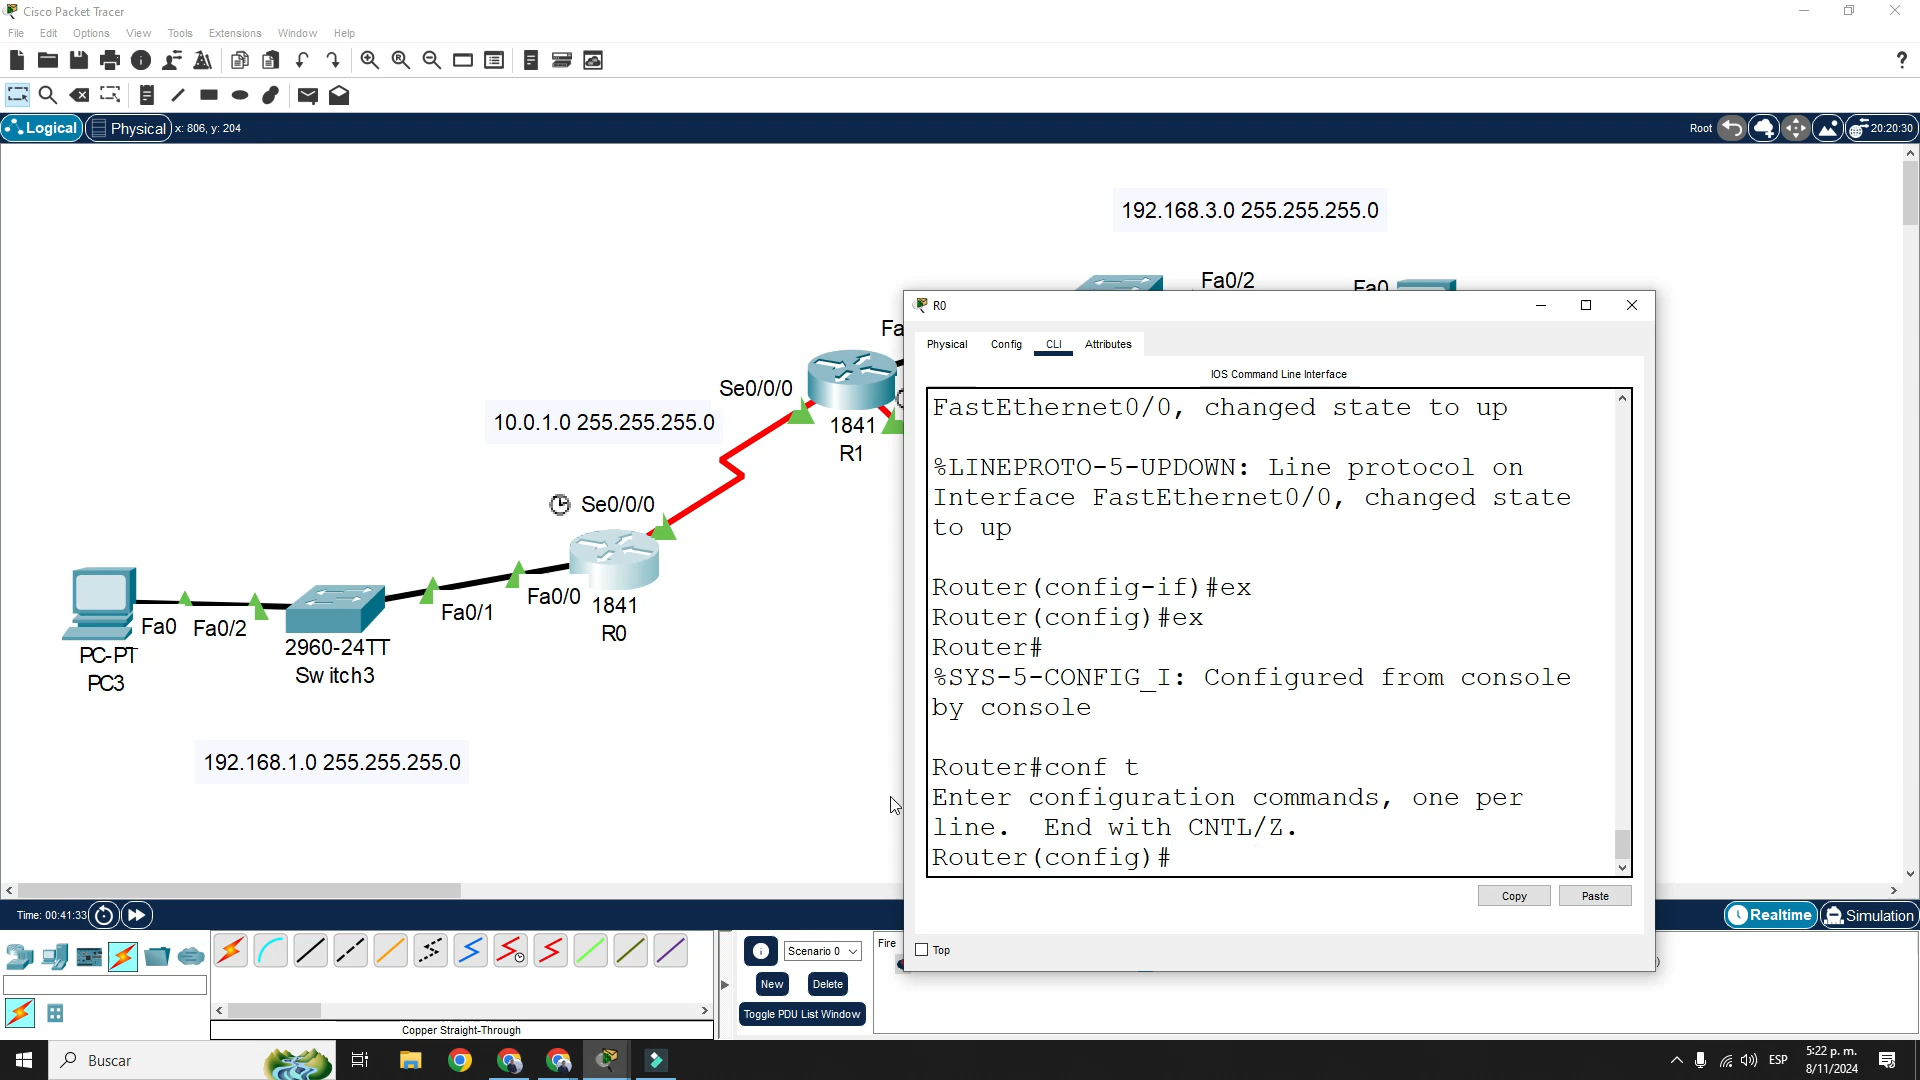 Cisco Packet Tracer
File Edit Options View Tools Extensions Window Help
Logical Physical x: 806, y: 204
Root 20:20:30
192.168.3.0 255.255.255.0
Fa0/2
Fa0
Fa
Se0/0/0
10.0.1.0 255.255.255.0
1841
R1
Se0/0/0
Fa0/0
1841
R0
Fa0/1
Fa0 Fa0/2
PC-PT
PC3
2960-24TT
Switch3
192.168.1.0 255.255.255.0
R0
Physical Config CLI Attributes
IOS Command Line Interface
FastEthernet0/0, changed state to up
%LINEPROTO-5-UPDOWN: Line protocol on
Interface FastEthernet0/0, changed state
to up
Router(config-if)#ex
Router(config)#ex
Router#
%SYS-5-CONFIG_I: Configured from console
by console
Router#conf t
Enter configuration commands, one per
line.  End with CNTL/Z.
Router(config)#
Copy Paste
Top
Time: 00:41:33
Realtime Simulation
Scenario 0
Fire
New Delete
Toggle PDU List Window
Copper Straight-Through
Buscar
ESP
5:22 p. m.
8/11/2024